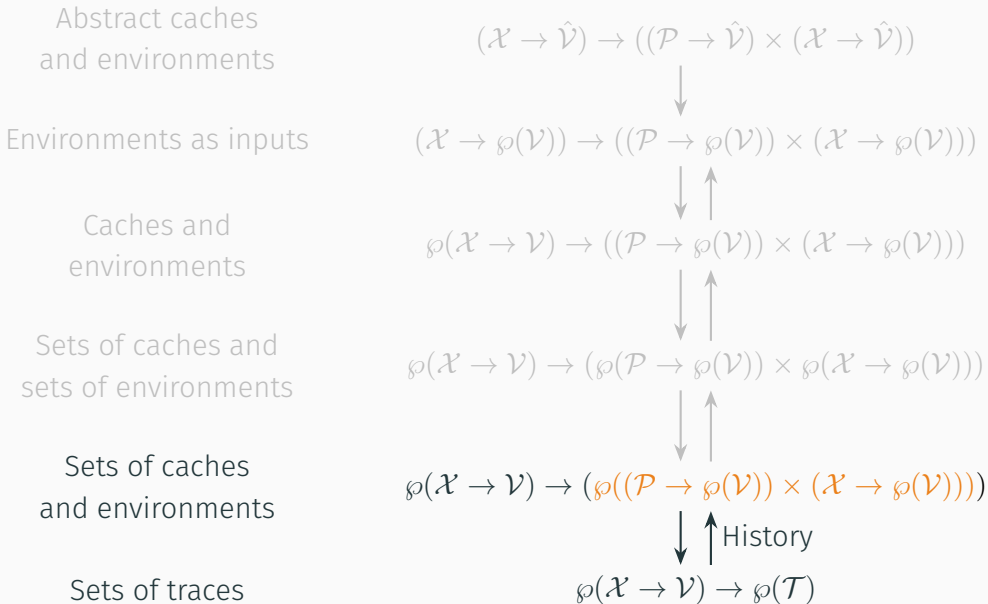 Abstract caches
and environments
(𝒳 → 𝒱̂) → ((𝒫 → 𝒱̂) × (𝒳 → 𝒱̂))
Environments as inputs
(𝒳 → ℘(𝒱)) → ((𝒫 → ℘(𝒱)) × (𝒳 → ℘(𝒱)))
Caches and
environments
℘(𝒳 → 𝒱) → ((𝒫 → ℘(𝒱)) × (𝒳 → ℘(𝒱)))
Sets of caches and
sets of environments
℘(𝒳 → 𝒱) → (℘(𝒫 → ℘(𝒱)) × ℘(𝒳 → ℘(𝒱)))
Sets of caches
and environments
℘(𝒳 → 𝒱) → (℘((𝒫 → ℘(𝒱)) × (𝒳 → ℘(𝒱))))
History
Sets of traces
℘(𝒳 → 𝒱) → ℘(𝒯)